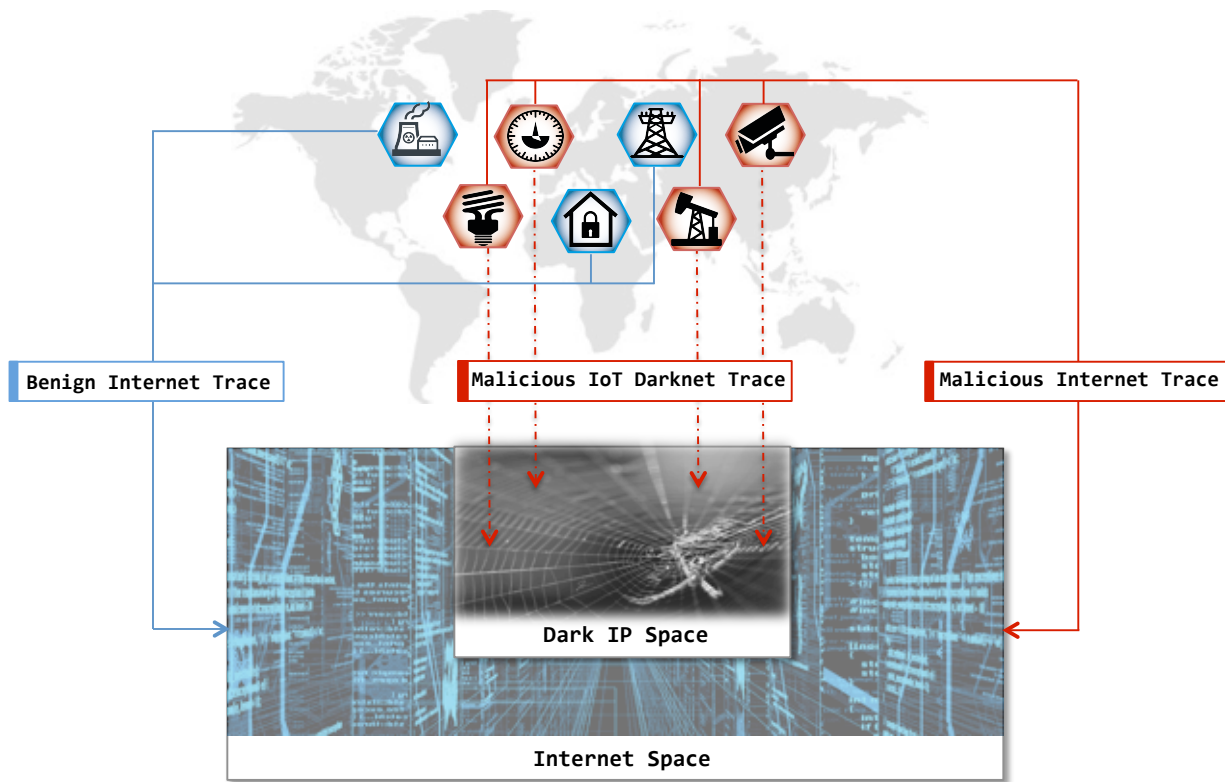 Benign Internet Trace
Malicious IoT Darknet Trace
Malicious Internet Trace
Dark IP Space
Internet Space